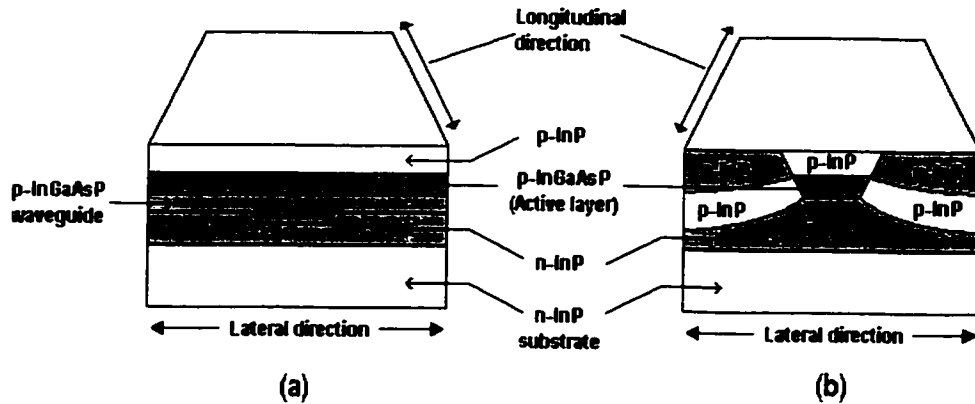 Longitudinal
direction
p-InP
p-InGaAsP
waveguide
p-InGaAsP
(Active layer)
n-InP
n-InP
substrate
Lateral direction
(a)
p-InP
p-InP
p-InP
Lateral direction
(b)